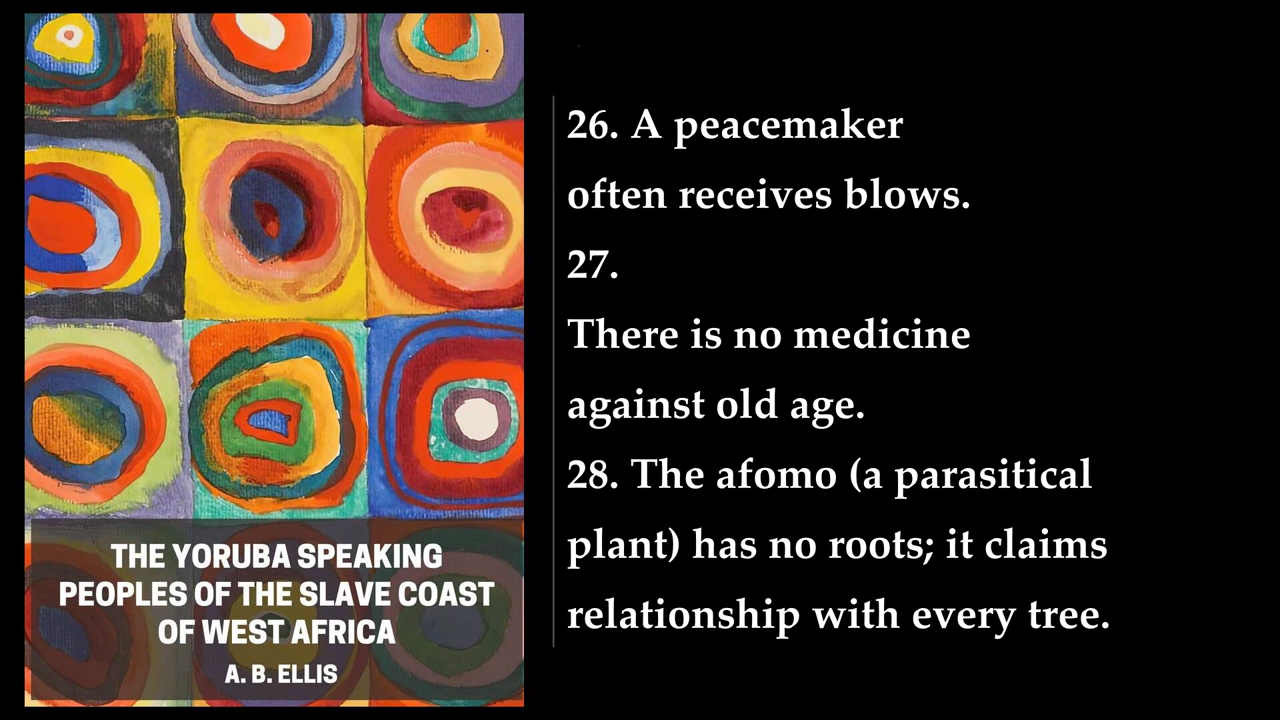 THE YORUBA SPEAKING
PEOPLES OF THE SLAVE COAST
OF WEST AFRICA
A. B. ELLIS
26. A peacemaker
often receives blows.
27.
There is no medicine
against old age.
28. The afomo (a parasitical
plant) has no roots; it claims
relationship with every tree.